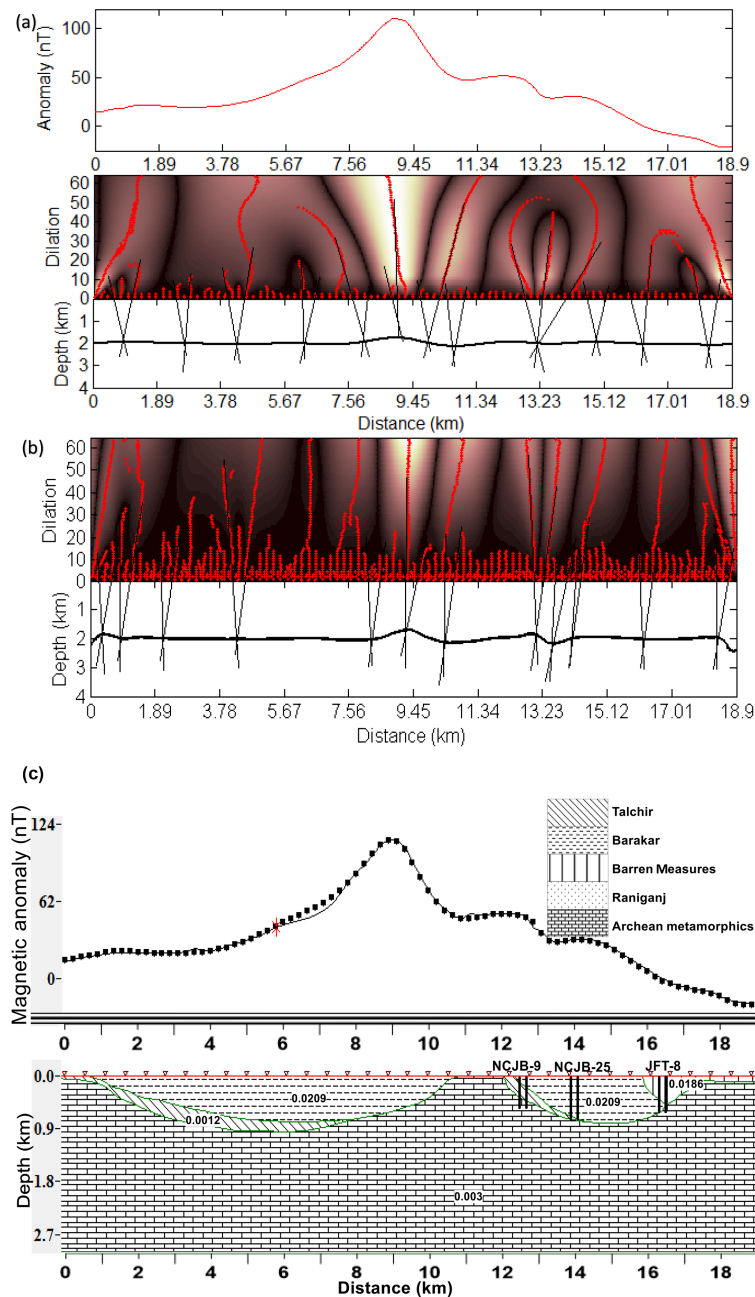 (a)
Anomaly (nT)
100
50
0
0 1.89 3.78 5.67 7.56 9.45 11.34 13.23 15.12 17.01 18.9
Dilation
60
50
40
30
20
10
0
Depth (km)
1
2
3
4
0 1.89 3.78 5.67 7.56 9.45 11.34 13.23 15.12 17.01 18.9
Distance (km)
(b)
Dilation
60
50
40
30
20
10
0
Depth (km)
1
2
3
4
0 1.89 3.78 5.67 7.56 9.45 11.34 13.23 15.12 17.01 18.9
Distance (km)
(c)
Magnetic anomaly (nT)
124
62
0
Talchir
Barakar
Barren Measures
Raniganj
Archean metamorphics
0 2 4 6 8 10 12 14 16 18
NCJB-9 NCJB-25 JFT-8
Depth (km)
0.0
0.9
1.8
2.7
0.0209
0.0012
0.0209
0.0186
0.003
0 2 4 6 8 10 12 14 16 18
Distance (km)